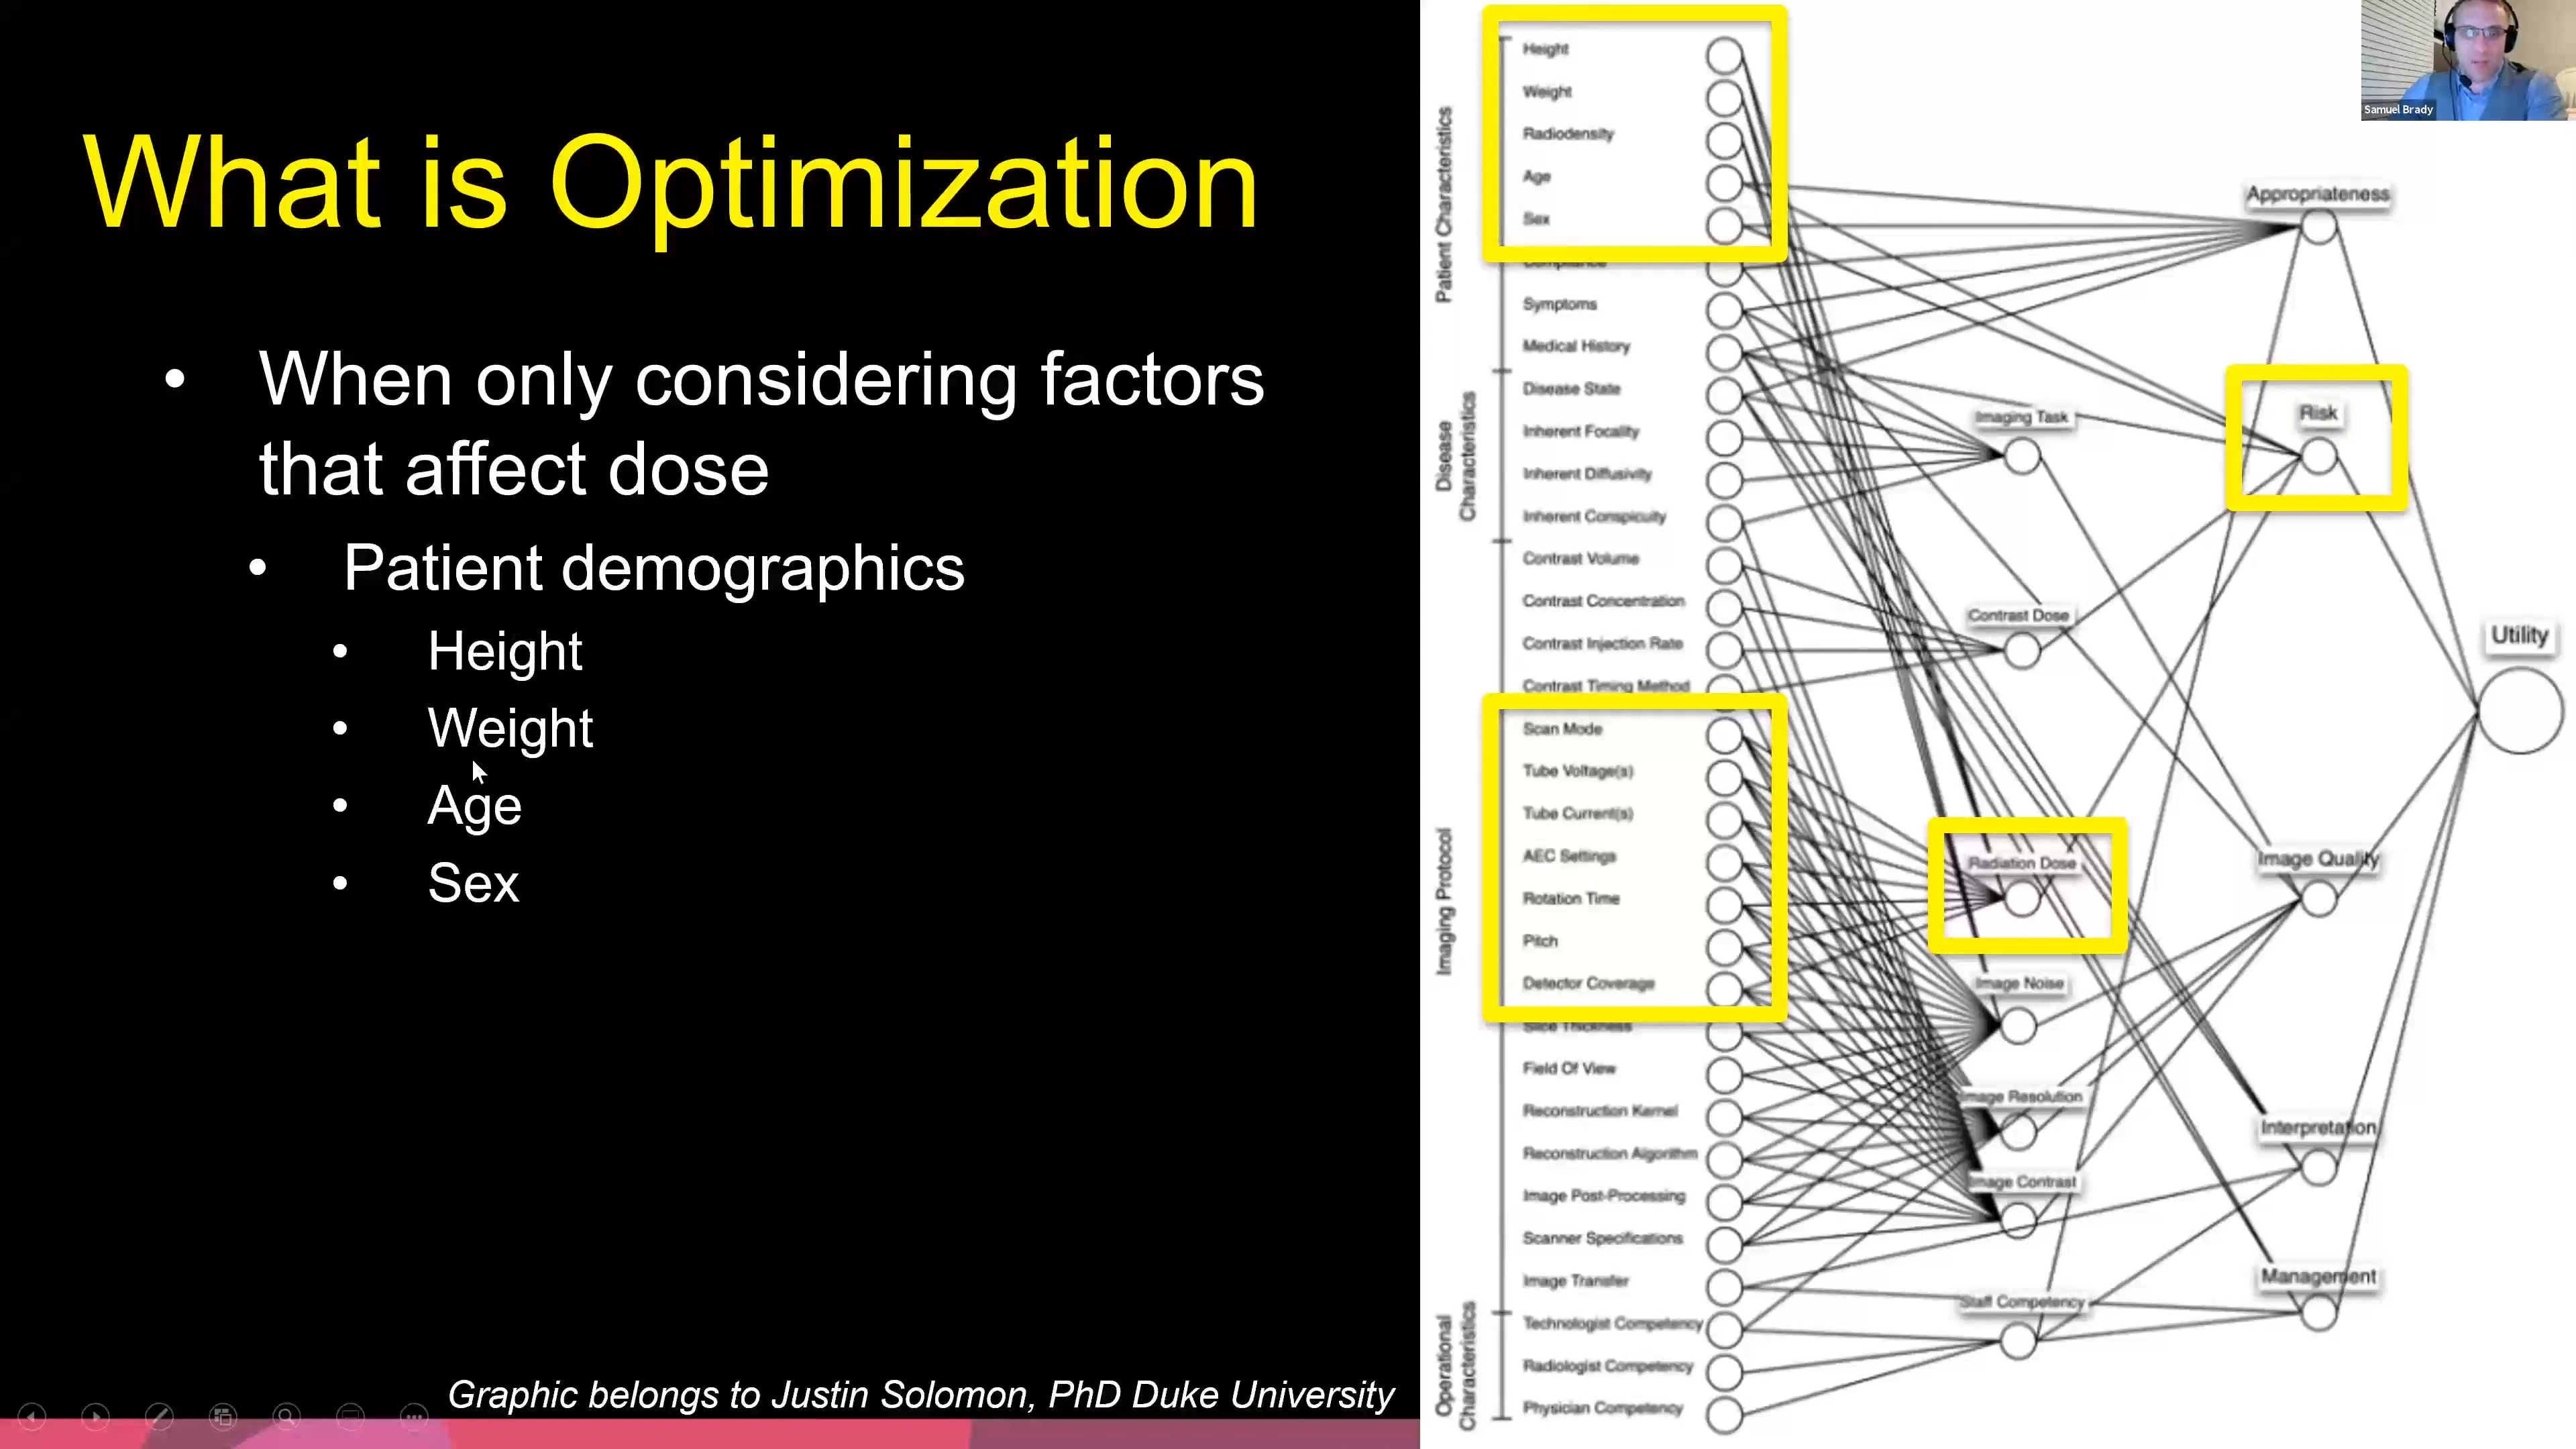 What is Optimization
• When only considering factors
that affect dose
• Patient demographics
• Height
• Weight
• Age
• Sex
Graphic belongs to Justin Solomon, PhD Duke University
Patient Characteristics
Height
Weight
Radiodensity
Age
Sex
Compliance
Symptoms
Medical History
Disease
Characteristics
Disease State
Inherent Focality
Inherent Diffusivity
Inherent Conspicuity
Imaging Protocol
Contrast Volume
Contrast Concentration
Contrast Injection Rate
Contrast Timing Method
Scan Mode
Tube Voltage(s)
Tube Current(s)
AEC Settings
Rotation Time
Pitch
Detector Coverage
Slice Thickness
Field Of View
Reconstruction Kernel
Reconstruction Algorithm
Image Post-Processing
Scanner Specifications
Image Transfer
Operational
Characteristics
Technologist Competency
Radiologist Competency
Physician Competency
Imaging Task
Contrast Dose
Radiation Dose
Image Noise
Image Resolution
Image Contrast
Staff Competency
Appropriateness
Risk
Image Quality
Interpretation
Management
Utility
Samuel Brady